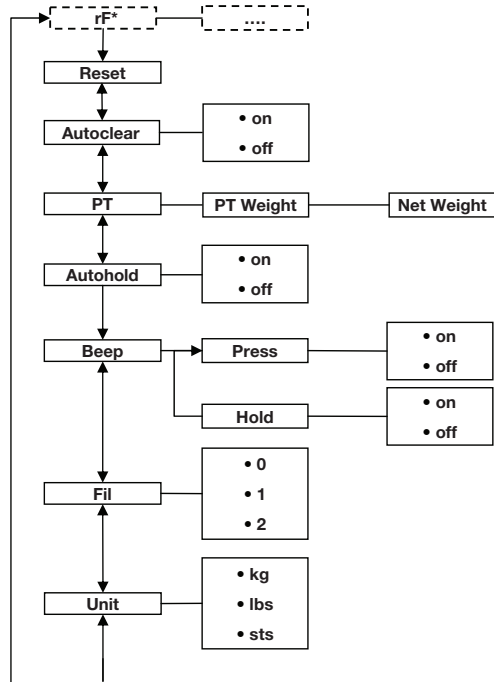 rF*
....
Reset
Autoclear
• on
• off
PT
PT Weight
Net Weight
Autohold
• on
• off
Beep
Press
• on
• off
Hold
• on
• off
Fil
• 0
• 1
• 2
Unit
• kg
• lbs
• sts